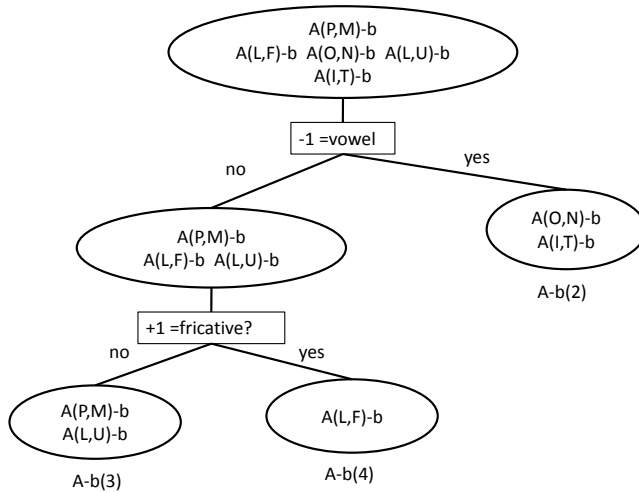 A(P,M)-b
A(L,F)-b A(O,N)-b A(L,U)-b
A(I,T)-b
-1 =vowel
no
yes
A(P,M)-b
A(L,F)-b A(L,U)-b
A(O,N)-b
A(I,T)-b
A-b(2)
+1 =fricative?
no
yes
A(P,M)-b
A(L,U)-b
A(L,F)-b
A-b(3)
A-b(4)